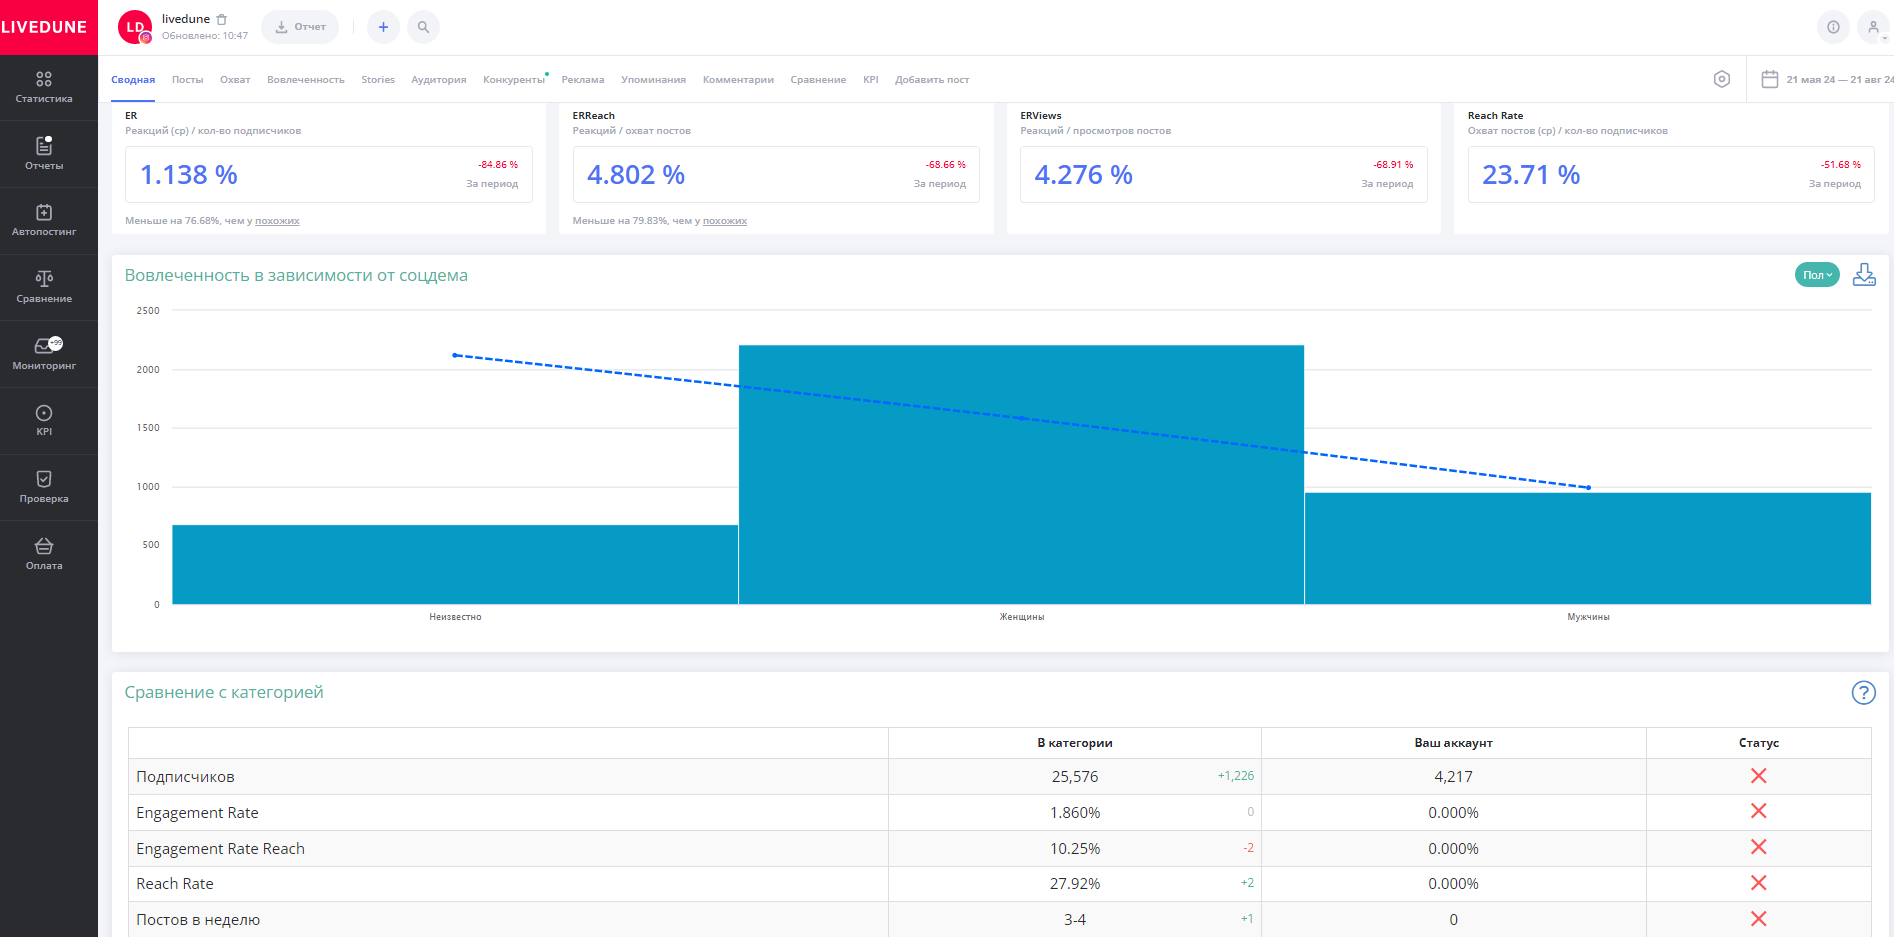 LIVEDUNE
LD
livedune
Обновлено: 10:47
Отчет
Статистика
Отчеты
Автопостинг
Сравнение
+99
Мониторинг
KPI
Проверка
Оплата
Сводная Посты Охват Вовлеченность Stories Аудитория Конкуренты Реклама Упоминания Комментарии Сравнение KPI Добавить пост
21 мая 24 — 21 авг 24
ER
Реакций (ср) / кол-во подписчиков
1.138 %
-84.86 %
За период
Меньше на 76.68%, чем у похожих
ERReach
Реакций / охват постов
4.802 %
-68.66 %
За период
Меньше на 79.83%, чем у похожих
ERViews
Реакций / просмотров постов
4.276 %
-68.91 %
За период
Reach Rate
Охват постов (ср) / кол-во подписчиков
23.71 %
-51.68 %
За период
Вовлеченность в зависимости от соцдема
Пол
2500
2000
1500
1000
500
0
Неизвестно Женщины Мужчины
Сравнение с категорией
?
В категории Ваш аккаунт Статус
Подписчиков 25,576 +1,226 4,217
Engagement Rate 1.860% 0 0.000%
Engagement Rate Reach 10.25% -2 0.000%
Reach Rate 27.92% +2 0.000%
Постов в неделю 3-4 +1 0